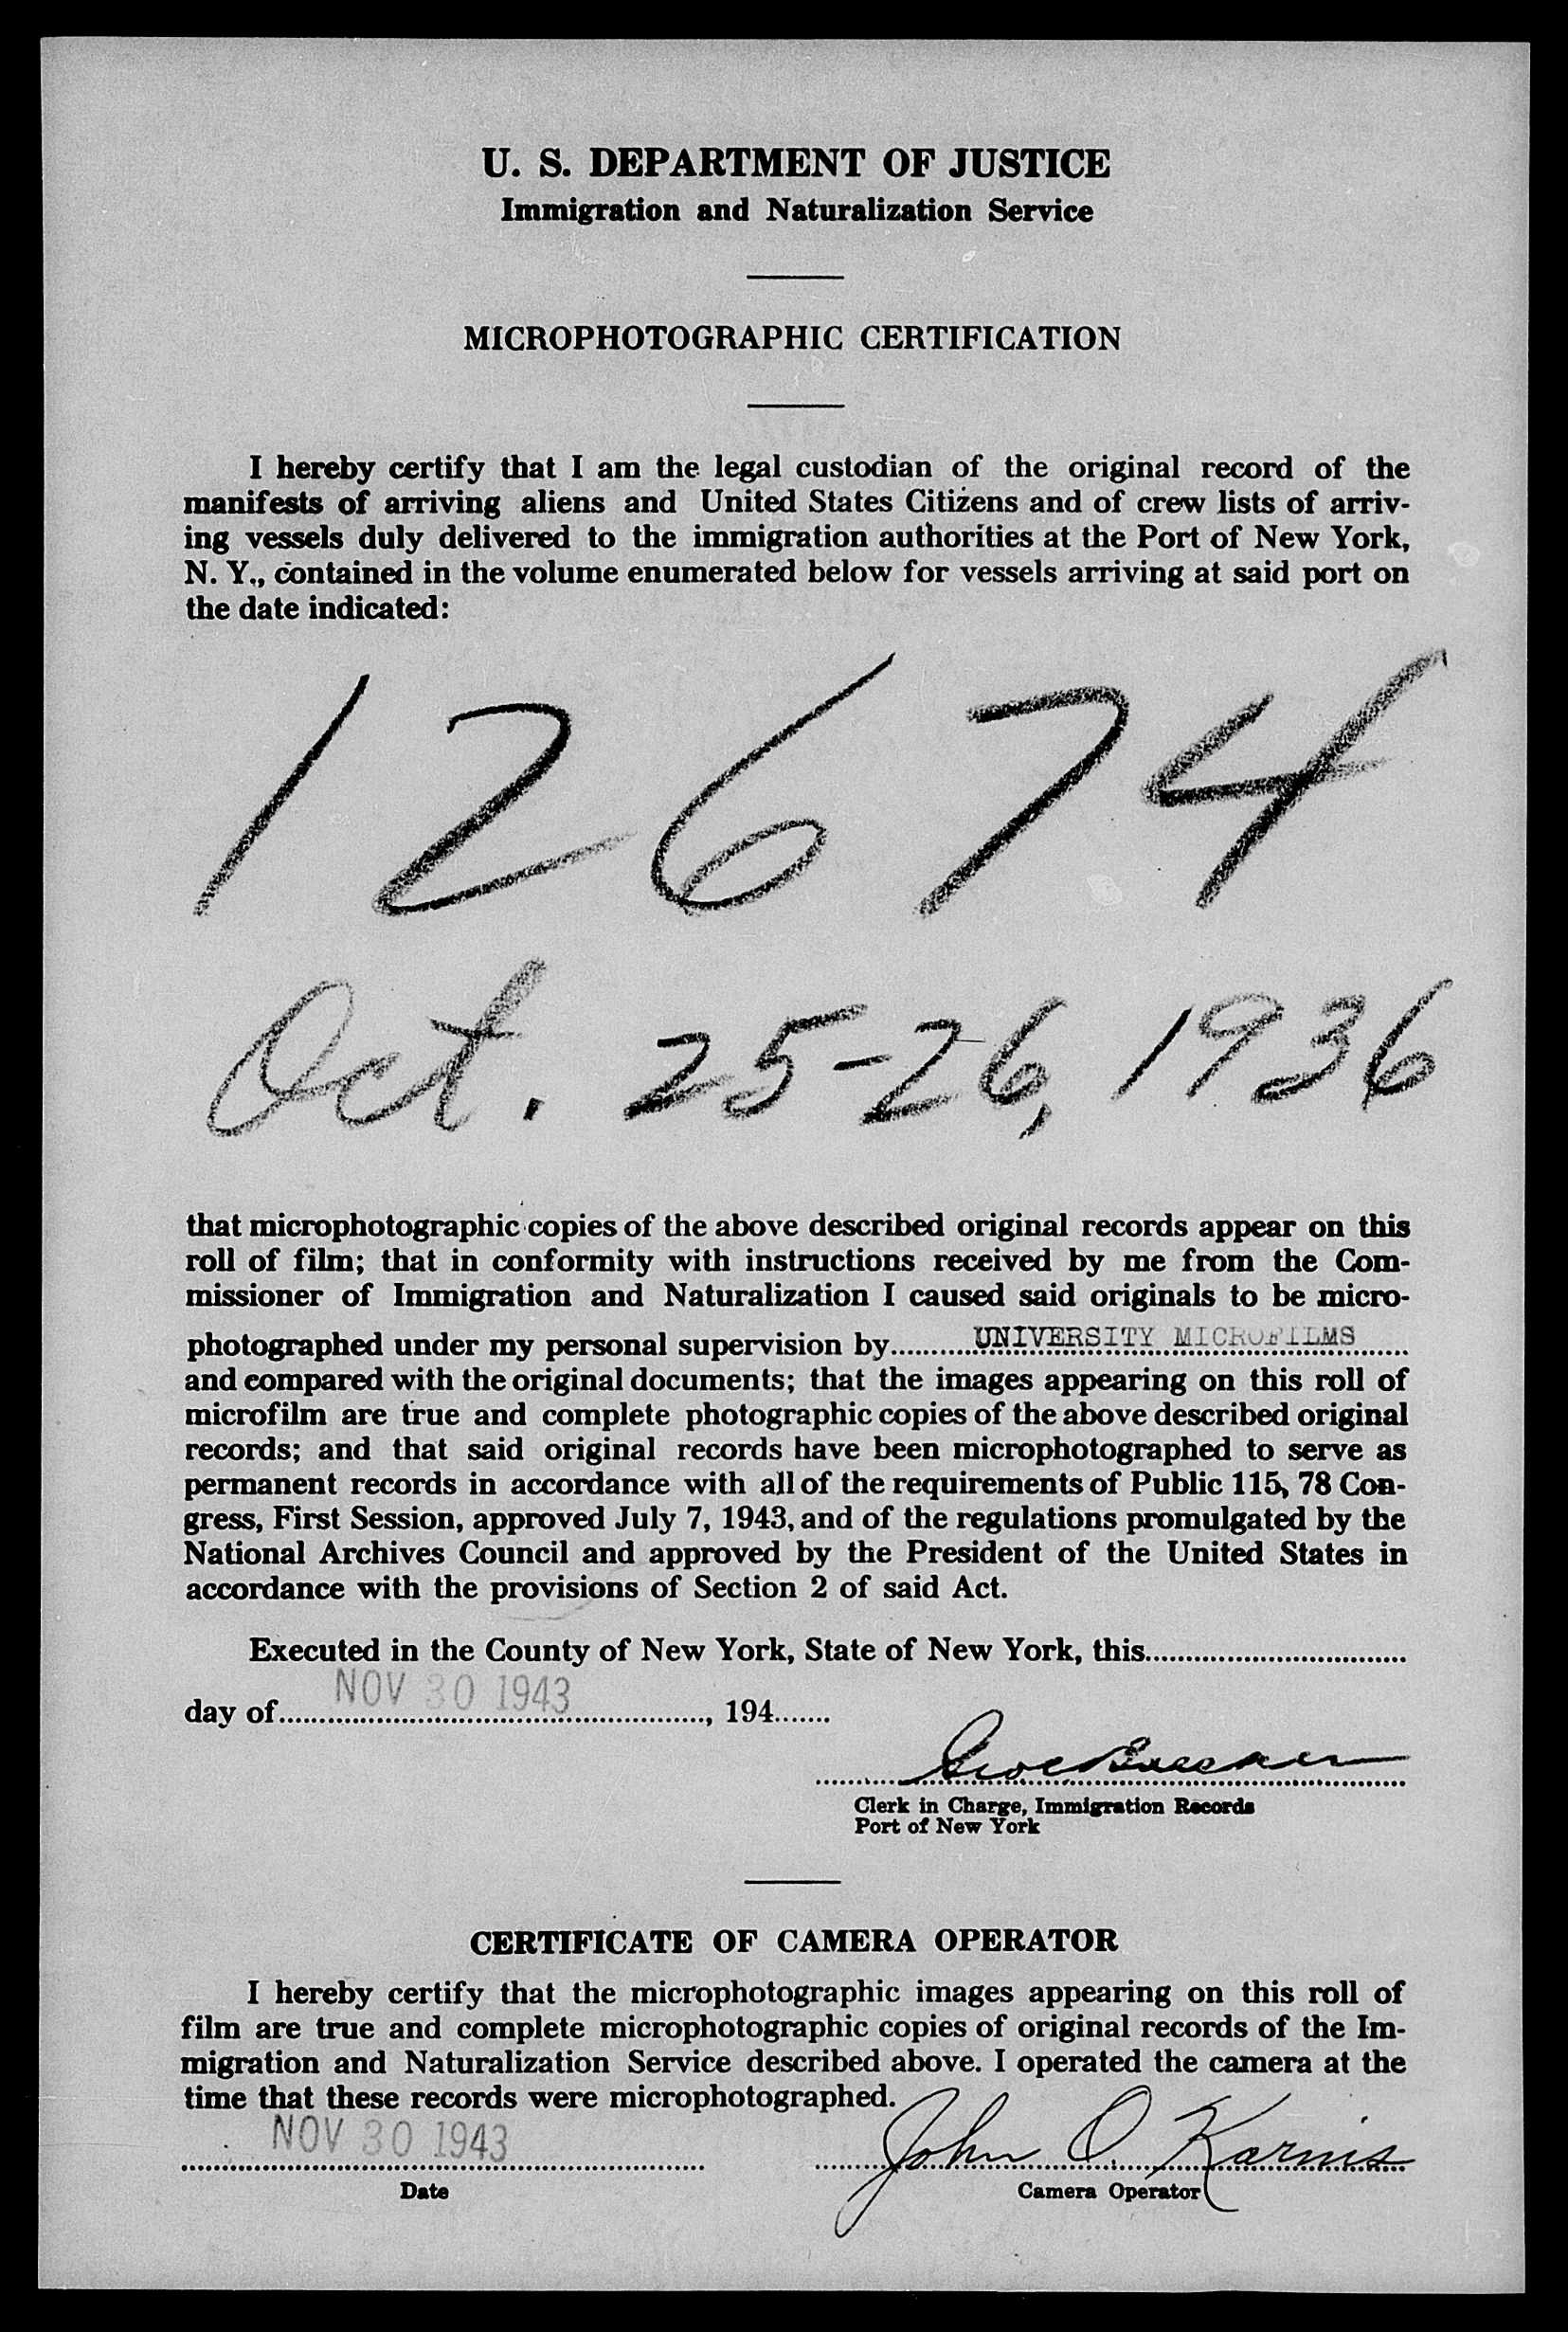 U. S. DEPARTMENT OF JUSTICE
Immigration and Naturalization Service
MICROPHOTOGRAPHIC CERTIFICATION
I hereby certify that I am the legal custodian of the original record of the
manifests of arriving aliens and United States Citizens and of crew lists of arriv-
ing vessels duly delivered to the immigration authorities at the Port of New York,
N. Y., contained in the volume enumerated below for vessels arriving at said port on
the date indicated:
12674
Oct. 25-26, 1936
that microphotographic copies of the above described original records appear on this
roll of film; that in conformity with instructions received by me from the Com-
missioner of Immigration and Naturalization I caused said originals to be micro-
photographed under my personal supervision by UNIVERSITY MICROFILMS
and compared with the original documents; that the images appearing on this roll of
microfilm are true and complete photographic copies of the above described original
records; and that said original records have been microphotographed to serve as
permanent records in accordance with all of the requirements of Public 115, 78 Con-
gress, First Session, approved July 7, 1943, and of the regulations promulgated by the
National Archives Council and approved by the President of the United States in
accordance with the provisions of Section 2 of said Act.
Executed in the County of New York, State of New York, this
day of NOV 30 1943, 194
Clerk in Charge, Immigration Records
Port of New York
CERTIFICATE OF CAMERA OPERATOR
I hereby certify that the microphotographic images appearing on this roll of
film are true and complete microphotographic copies of original records of the Im-
migration and Naturalization Service described above. I operated the camera at the
time that these records were microphotographed.
NOV 30 1943 John O. Karnis
Date Camera Operator